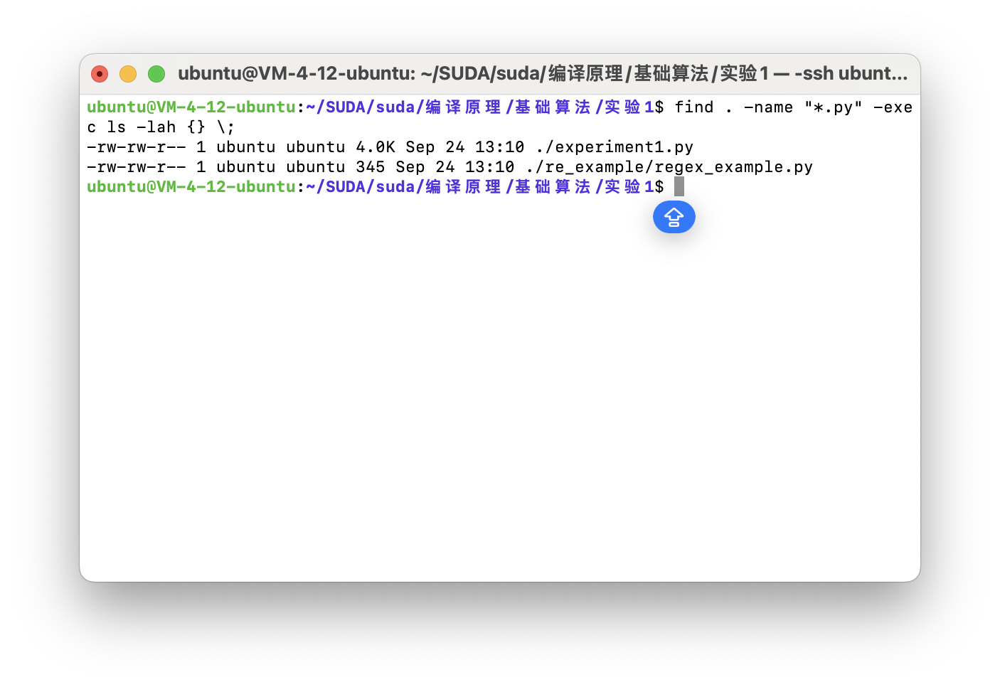 ubuntu@VM-4-12-ubuntu: ~/SUDA/suda/编译原理/基础算法/实验1 — -ssh ubunt...
ubuntu@VM-4-12-ubuntu:~/SUDA/suda/编译原理/基础算法/实验1$ find . -name "*.py" -exe
c ls -lah {} \;
-rw-rw-r-- 1 ubuntu ubuntu 4.0K Sep 24 13:10 ./experiment1.py
-rw-rw-r-- 1 ubuntu ubuntu 345 Sep 24 13:10 ./re_example/regex_example.py
ubuntu@VM-4-12-ubuntu:~/SUDA/suda/编译原理/基础算法/实验1$